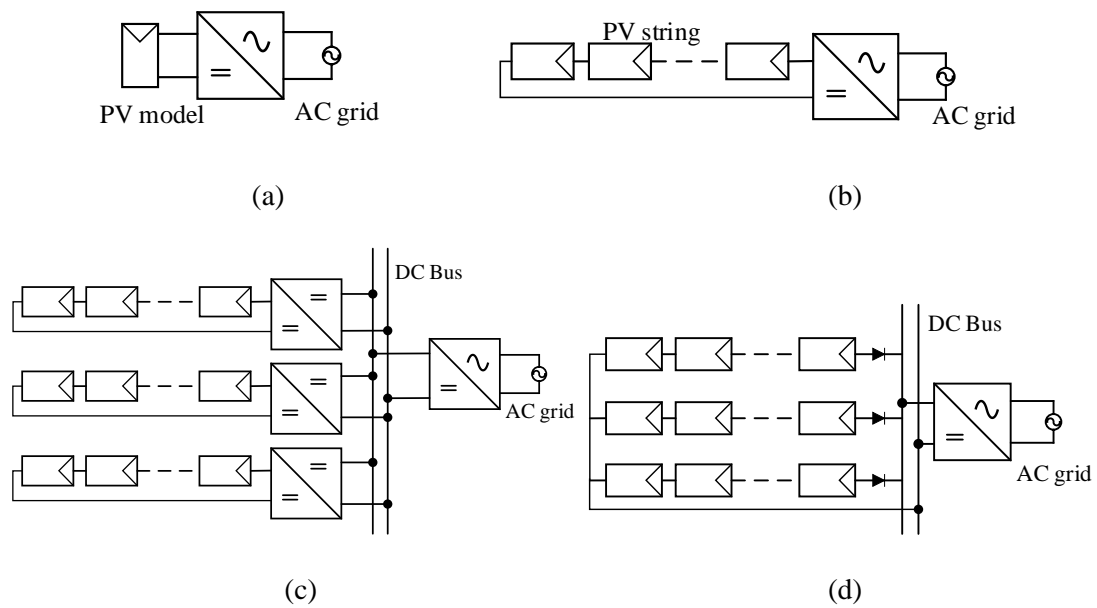 PV model
AC grid
(a)
PV string
AC grid
(b)
DC Bus
AC grid
(c)
DC Bus
AC grid
(d)